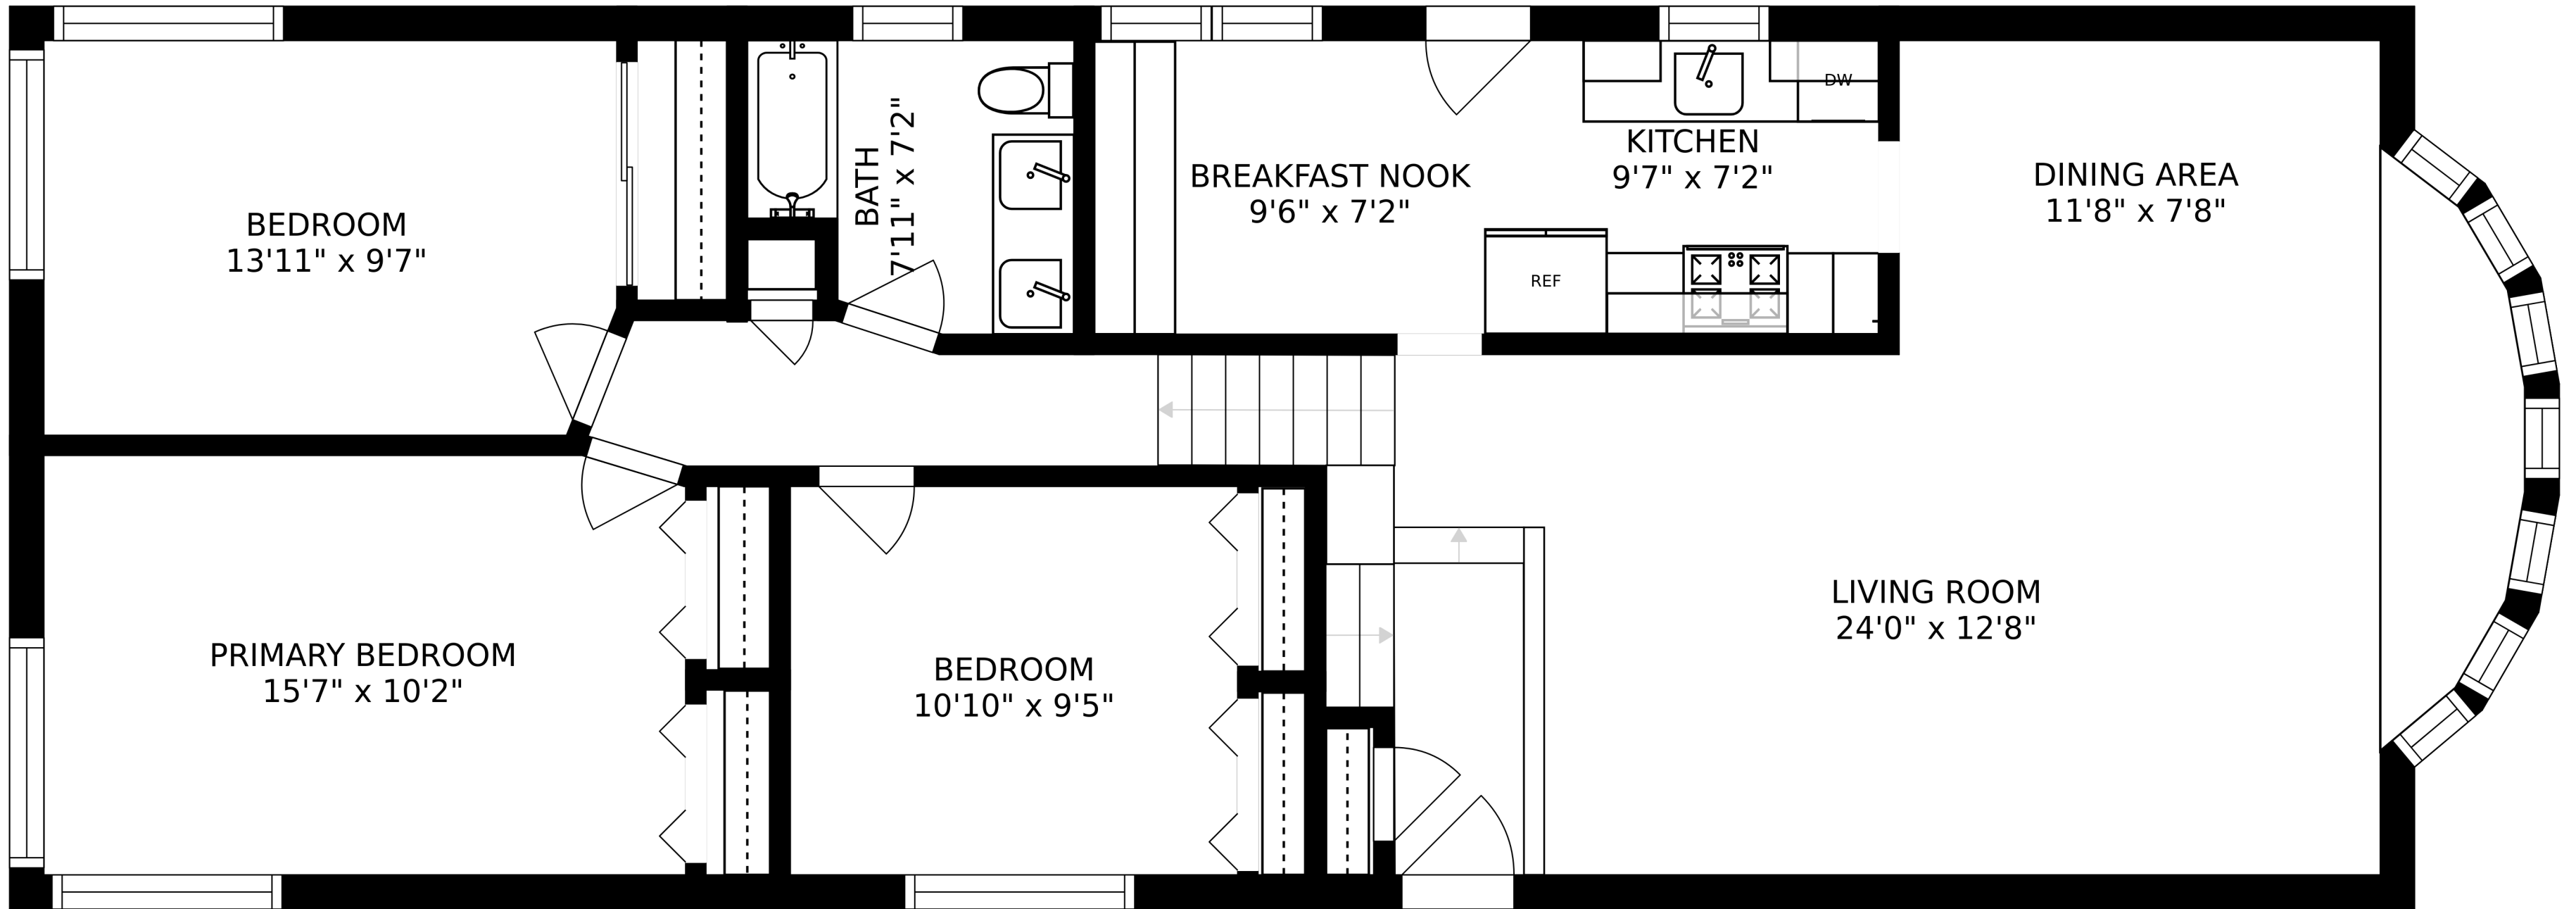 BEDROOM
13'11" x 9'7"
BATH
7'11" x 7'2"
BREAKFAST NOOK
9'6" x 7'2"
KITCHEN
9'7" x 7'2"
DW
REF
DINING AREA
11'8" x 7'8"
PRIMARY BEDROOM
15'7" x 10'2"
BEDROOM
10'10" x 9'5"
LIVING ROOM
24'0" x 12'8"